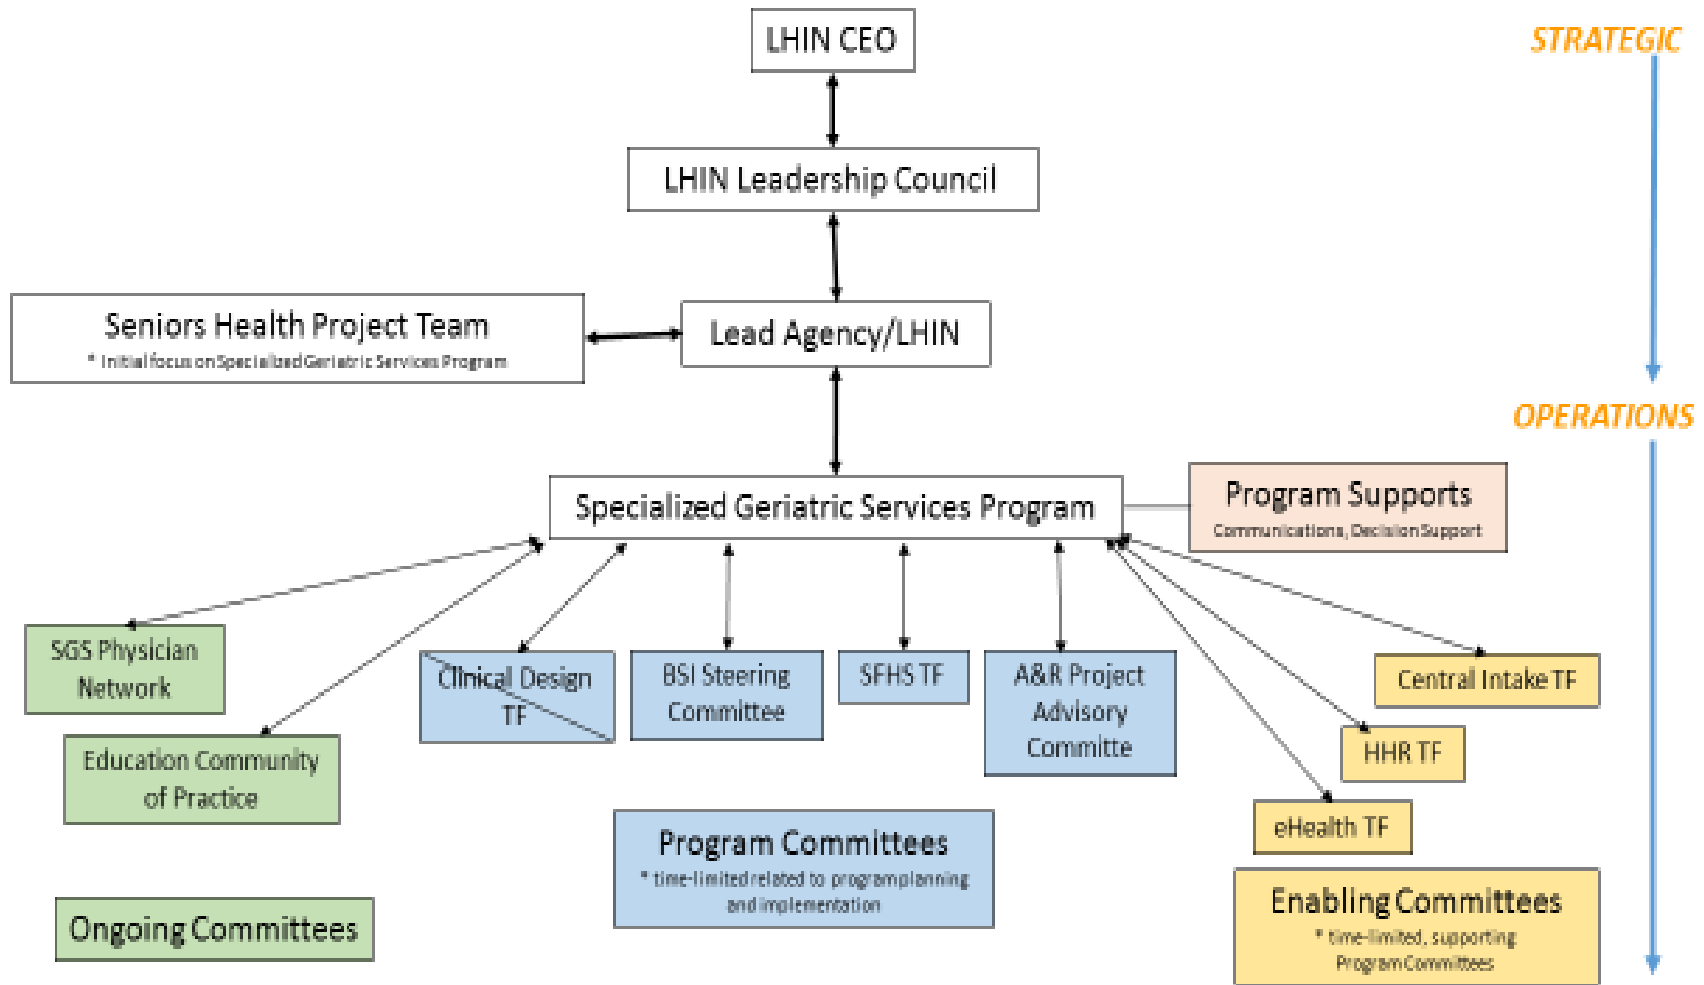 LHIN CEO
STRATEGIC
LHIN Leadership Council
Seniors Health Project Team
* Initial focus on Specialized Geriatric Services Program
Lead Agency/LHIN
OPERATIONS
Specialized Geriatric Services Program
Program Supports
Communications, Decision Support
SGS Physician
Network
Education Community
of Practice
Clinical Design
TF
BSI Steering
Committee
SFHS TF
A&R Project
Advisory
Committe
Central Intake TF
HHR TF
eHealth TF
Program Committees
* time-limited related to program planning
and implementation
Ongoing Committees
Enabling Committees
* time-limited, supporting
Program Committees